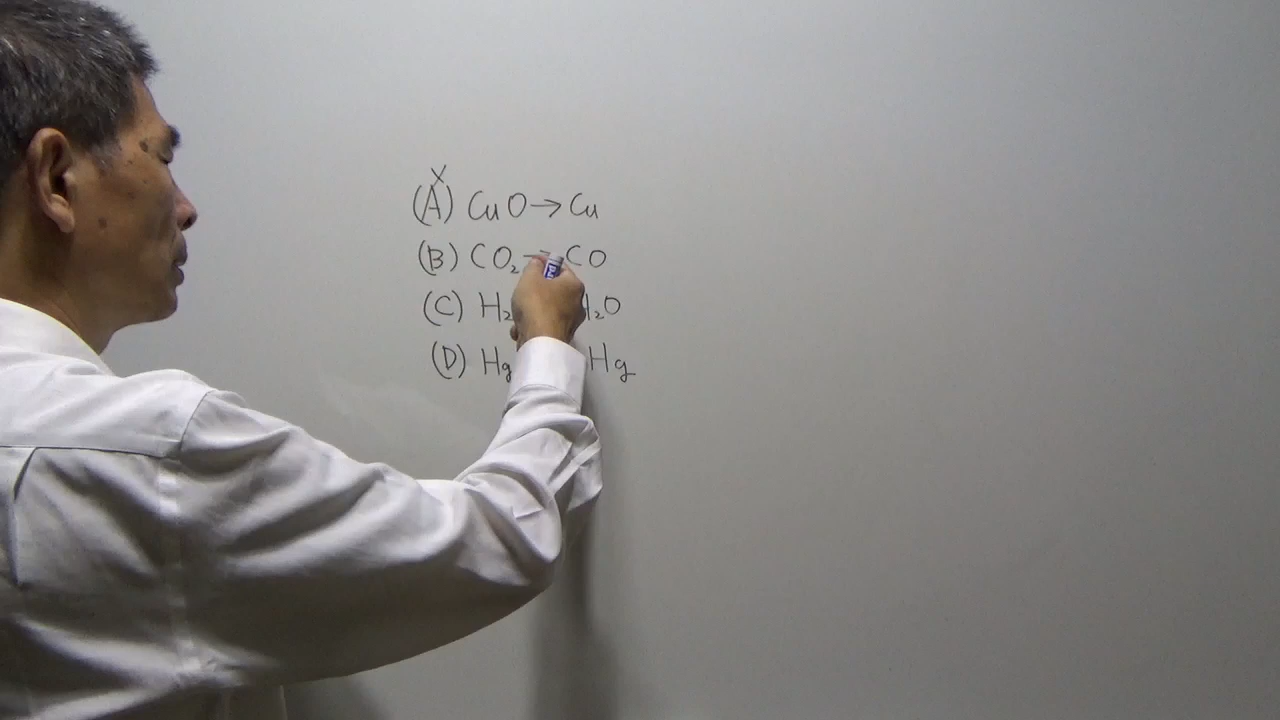 X
(A) CuO→Cu
(B) CO₂→CO
(C) H₂ H₂O
(D) Hg Hg